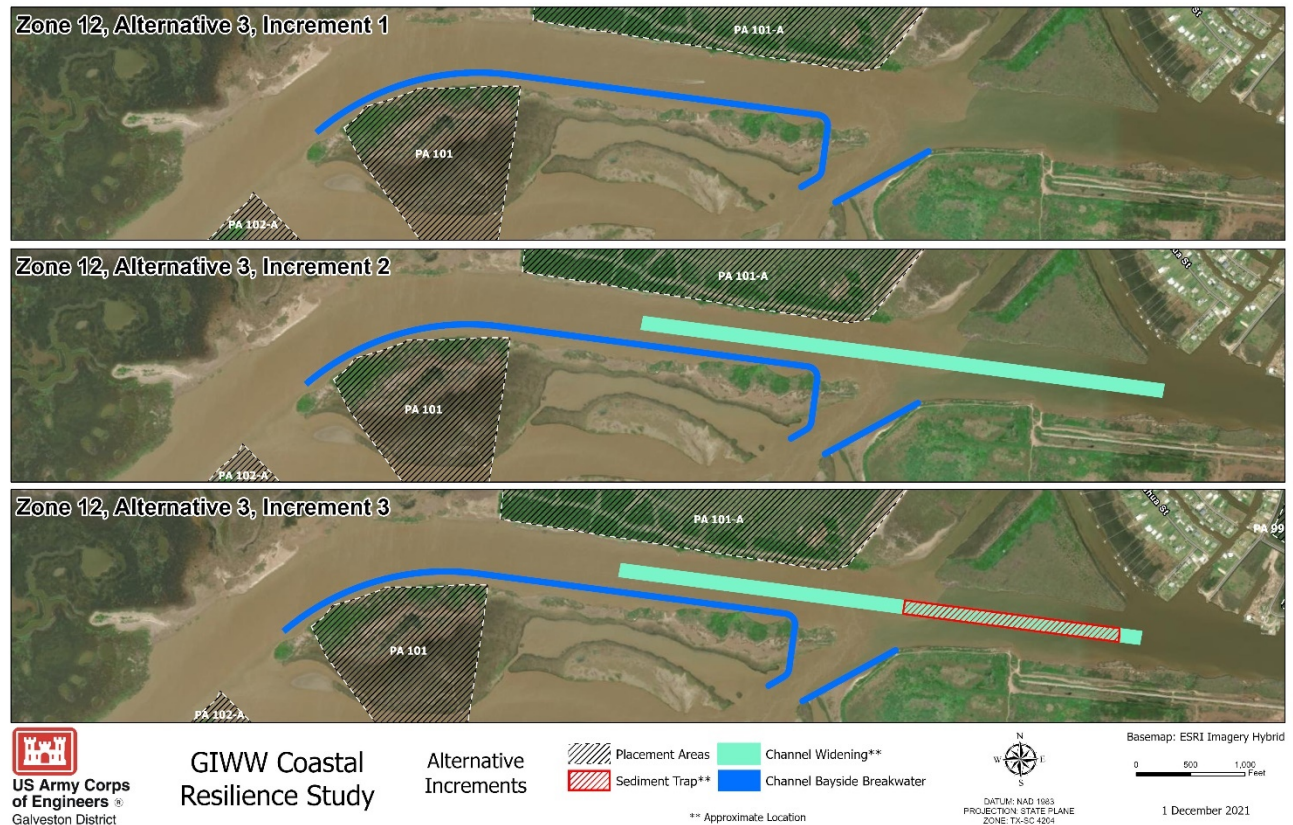 Zone 12, Alternative 3, Increment 1
PA 101-A
St
PA 101
PA 102-A
Zone 12, Alternative 3, Increment 2
PA 101-A
St
PA 101
PA 102-A
Zone 12, Alternative 3, Increment 3
PA 101-A
St
PA 99
PA 101
PA 102-A
US Army Corps
of Engineers ®
Galveston District
GIWW Coastal
Resilience Study
Alternative
Increments
Placement Areas
Sediment Trap**
Channel Widening**
Channel Bayside Breakwater
** Approximate Location
N
W
E
S
DATUM: NAD 1983
PROJECTION: STATE PLANE
ZONE: TX-SC 4204
Basemap: ESRI Imagery Hybrid
0 500 1,000
Feet
1 December 2021